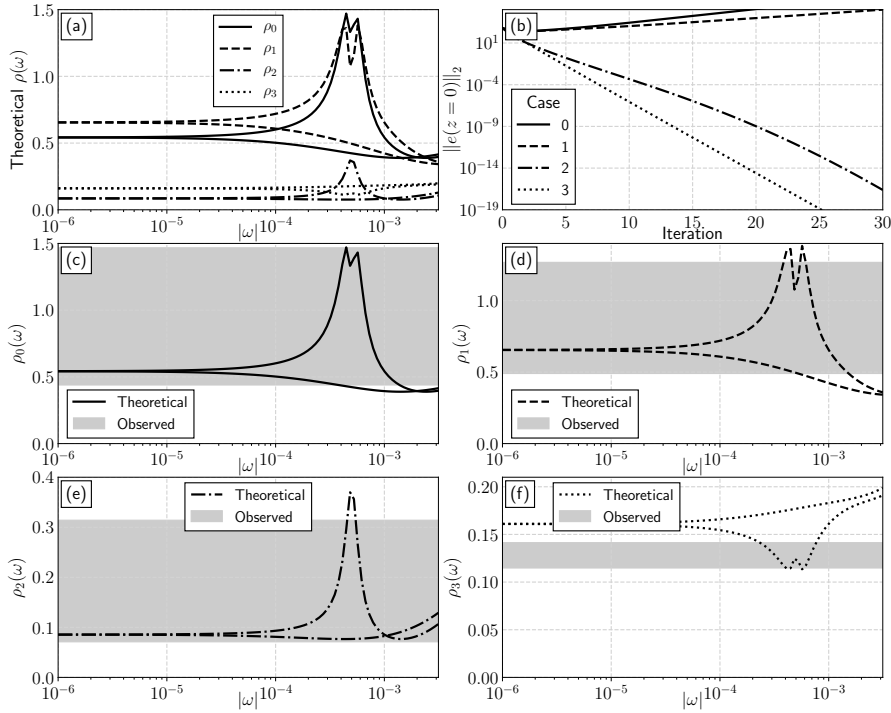 (a)
Theoretical ρ(ω)
1.5
1.0
0.5
0.0
ρ₀
ρ₁
ρ₂
ρ₃
10⁻⁶ 10⁻⁵ 10⁻⁴ 10⁻³
|ω|
(b)
||e(z = 0)||₂
10¹
10⁻⁴
10⁻⁹
10⁻¹⁴
10⁻¹⁹
Case
0
1
2
3
0 5 10 15 20 25 30
Iteration
(c)
ρ₀(ω)
1.5
1.0
0.5
0.0
Theoretical
Observed
10⁻⁶ 10⁻⁵ 10⁻⁴ 10⁻³
|ω|
(d)
ρ₁(ω)
1.0
0.5
0.0
Theoretical
Observed
10⁻⁶ 10⁻⁵ 10⁻⁴ 10⁻³
|ω|
(e)
ρ₂(ω)
0.4
0.3
0.2
0.1
0.0
Theoretical
Observed
10⁻⁶ 10⁻⁵ 10⁻⁴ 10⁻³
|ω|
(f)
ρ₃(ω)
0.20
0.15
0.10
0.05
0.00
Theoretical
Observed
10⁻⁶ 10⁻⁵ 10⁻⁴ 10⁻³
|ω|